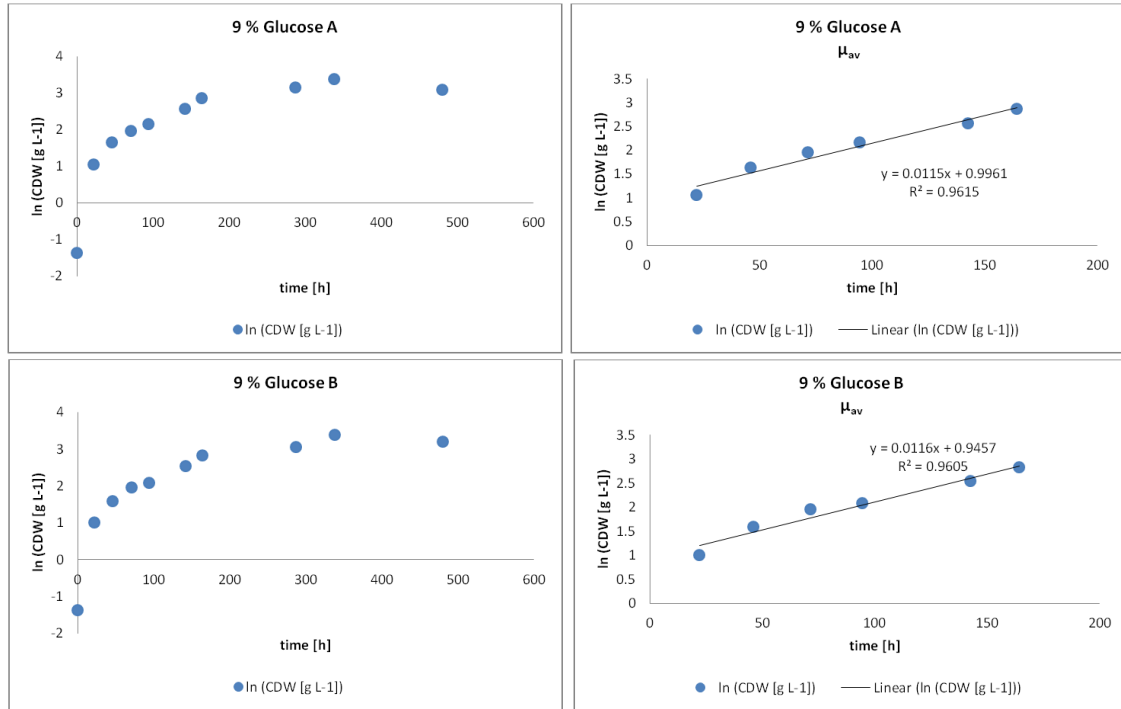 9 % Glucose A
4
3
2
1
0
-1
-2
0 100 200 300 400 500 600
ln (CDW [g L-1])
time [h]
ln (CDW [g L-1])
9 % Glucose A
μav
3.5
3
2.5
2
1.5
1
0.5
0
0 50 100 150 200
ln (CDW [g L-1])
y = 0.0115x + 0.9961
R² = 0.9615
time [h]
ln (CDW [g L-1]) Linear (ln (CDW [g L-1]))
9 % Glucose B
4
3
2
1
0
-1
-2
0 100 200 300 400 500 600
ln (CDW [g L-1])
time [h]
ln (CDW [g L-1])
9 % Glucose B
μav
3.5
3
2.5
2
1.5
1
0.5
0
0 50 100 150 200
ln (CDW [g L-1])
y = 0.0116x + 0.9457
R² = 0.9605
time [h]
ln (CDW [g L-1]) Linear (ln (CDW [g L-1]))